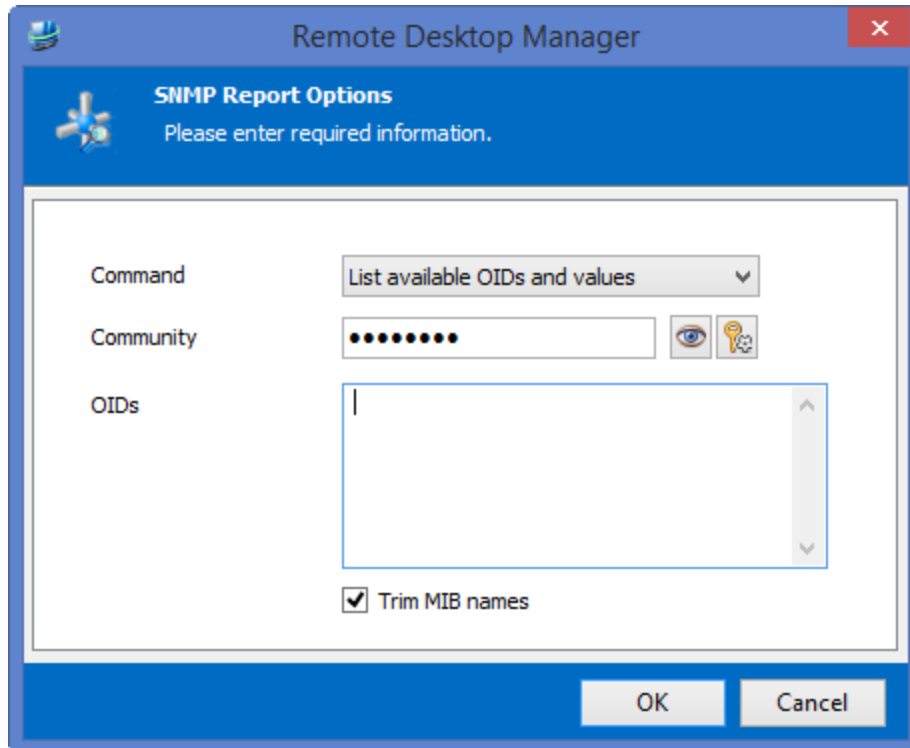 Remote Desktop Manager
SNMP Report Options
Please enter required information.
Command
List available OIDs and values
Community
••••••••
OIDs
Trim MIB names
OK
Cancel